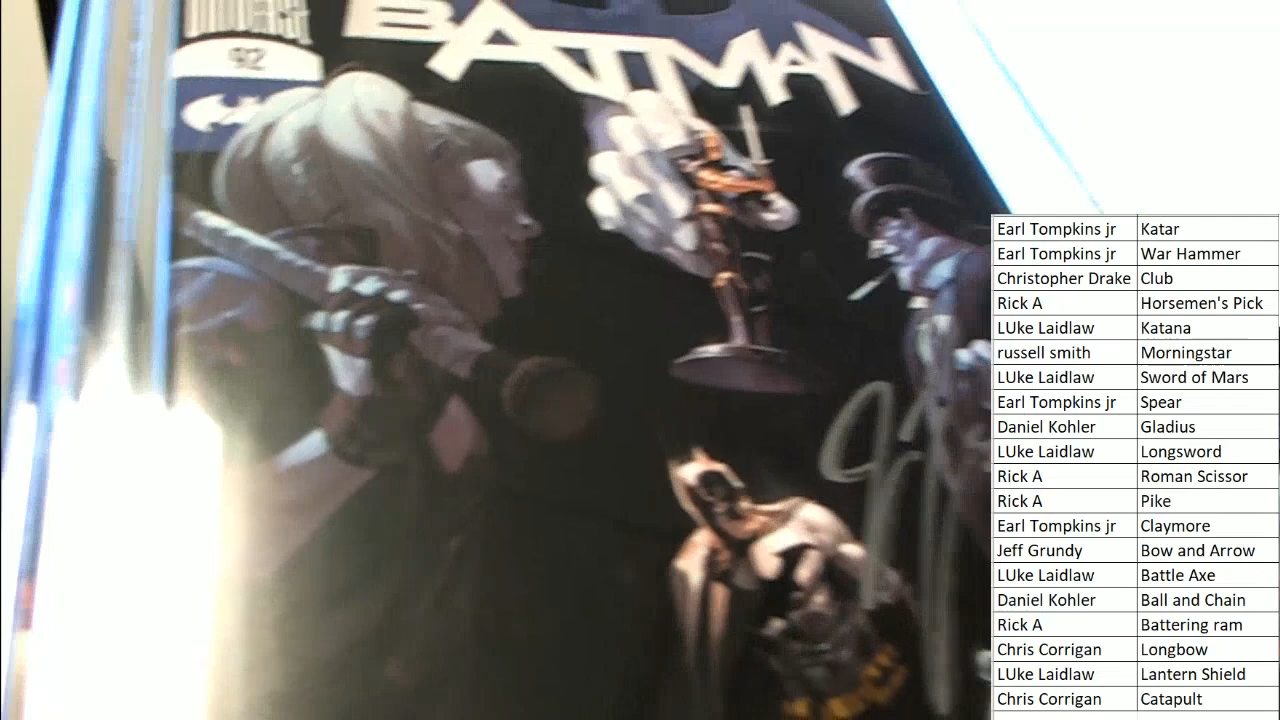 UNIVERSE
92
BATMAN
Earl Tompkins jr Katar
Earl Tompkins jr War Hammer
Christopher Drake Club
Rick A Horsemen's Pick
LUke Laidlaw Katana
russell smith Morningstar
LUke Laidlaw Sword of Mars
Earl Tompkins jr Spear
Daniel Kohler Gladius
LUke Laidlaw Longsword
Rick A Roman Scissor
Rick A Pike
Earl Tompkins jr Claymore
Jeff Grundy Bow and Arrow
LUke Laidlaw Battle Axe
Daniel Kohler Ball and Chain
Rick A Battering ram
Chris Corrigan Longbow
LUke Laidlaw Lantern Shield
Chris Corrigan Catapult